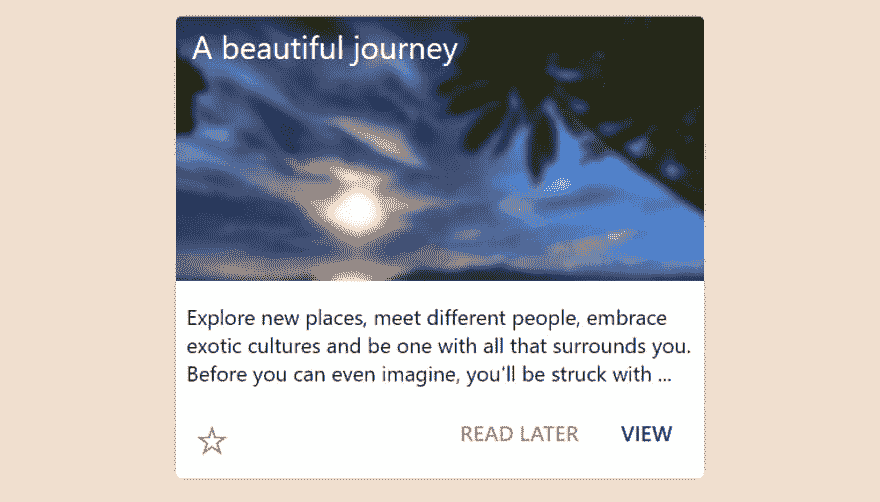 A beautiful journey
Explore new places, meet different people, embrace
exotic cultures and be one with all that surrounds you.
Before you can even imagine, you'll be struck with ...
READ LATER VIEW